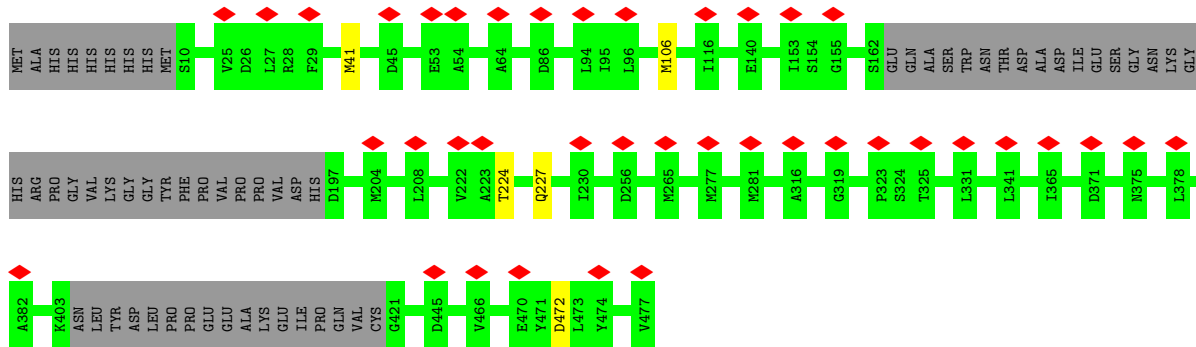 MET ALA HIS HIS HIS HIS HIS HIS MET S10 V25 D26 L27 R28 F29 M41 D45 E53 A54 A64 D86 L94 I95 L96 M106 I116 E140 I153 S154 G155 S162 GLU GLN ALA SER TRP ASN THR ASP ALA ASP ILE GLU SER GLY ASN LYS GLY
HIS ARG PRO GLY VAL LYS GLY GLY TYR PHE PRO VAL PRO PRO VAL ASP HIS D197 M204 L208 V222 A223 T224 Q227 I230 D256 M265 M277 M281 A316 G319 P323 S324 T325 L331 L341 I365 D371 N375 L378
A382 K403 ASN LEU TYR ASP LEU PRO PRO GLU GLU ALA LYS GLU ILE PRO GLN VAL CYS G421 D445 V466 E470 Y471 D472 L473 Y474 V477